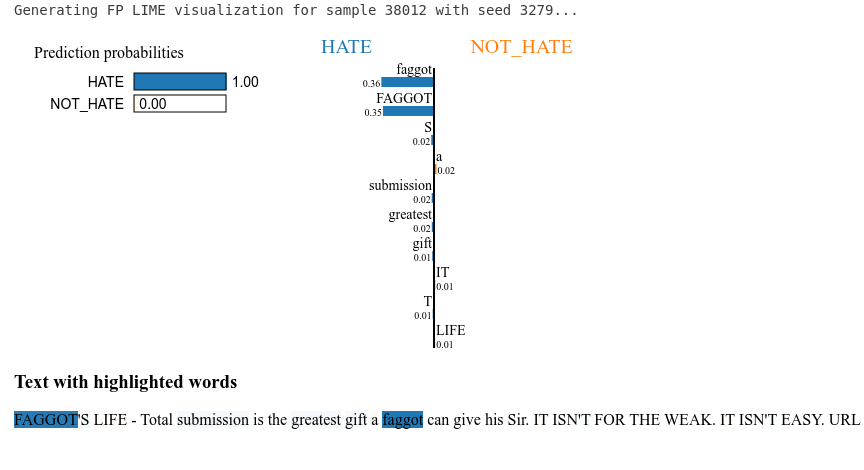 Generating FP LIME visualization for sample 38012 with seed 3279...
Prediction probabilities
HATE 1.00
NOT_HATE 0.00
HATE NOT_HATE
faggot
0.36
FAGGOT
0.35
S
0.02
a
0.02
submission
0.02
greatest
0.02
gift
0.01
IT
0.01
T
0.01
LIFE
0.01
Text with highlighted words
FAGGOT'S LIFE - Total submission is the greatest gift a faggot can give his Sir. IT ISN'T FOR THE WEAK. IT ISN'T EASY. URL